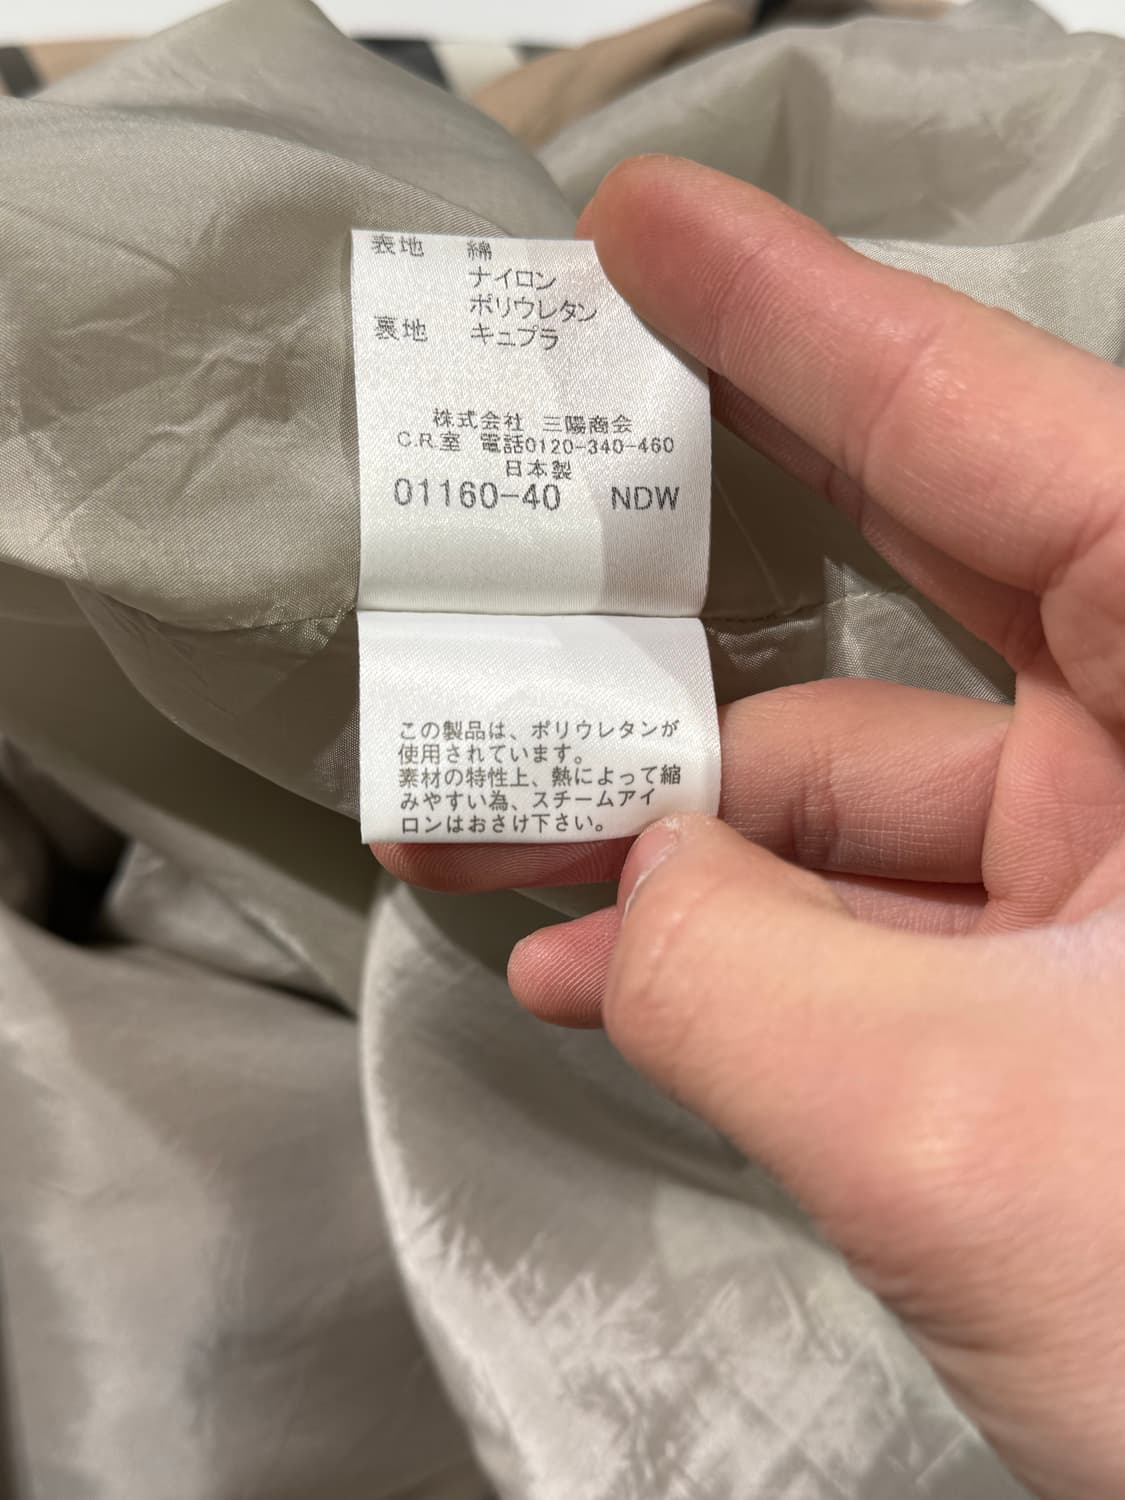 表地 綿
ナイロン
ポリウレタン
裏地 キュプラ
株式会社 三陽商会
C.R.室 電話0120-340-460
日本製
01160-40 NDW
この製品は、ポリウレタンが
使用されています。
素材の特性上、熱によって縮
みやすい為、スチームアイ
ロンはおさけ下さい。